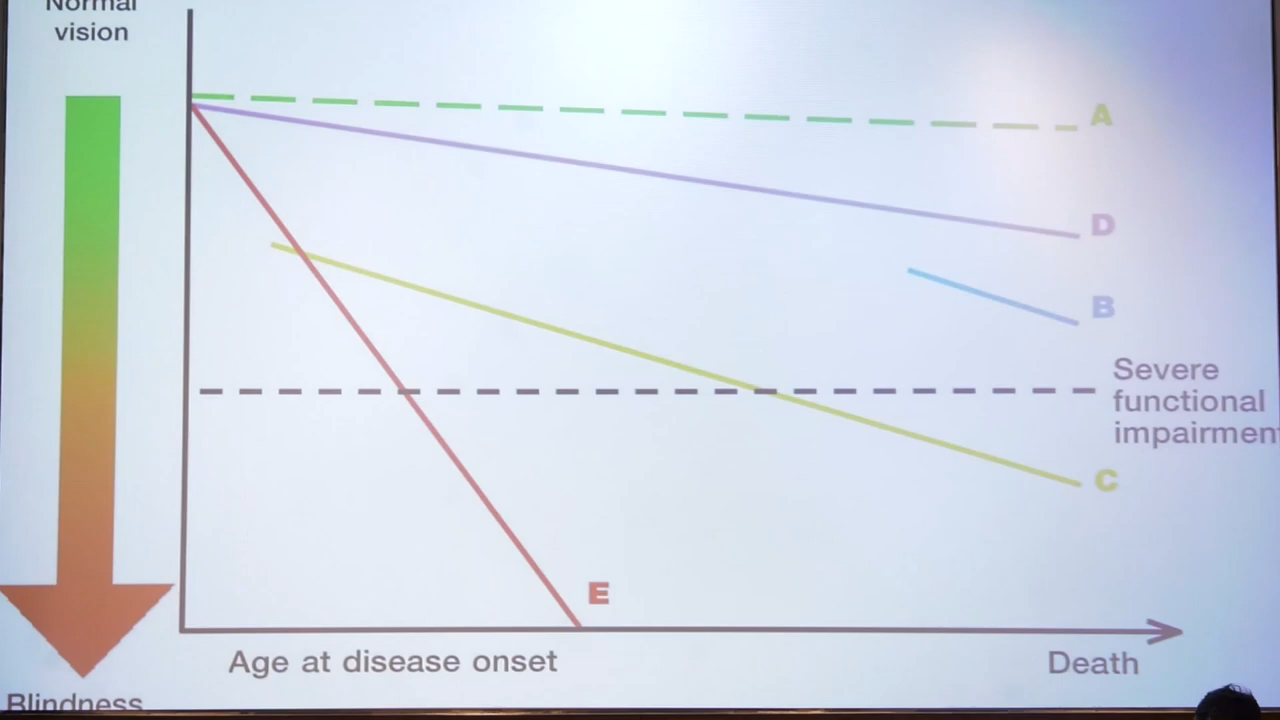 Normal
vision
A
D
B
Severe
functional
impairment
C
E
Age at disease onset
Death
Blindness